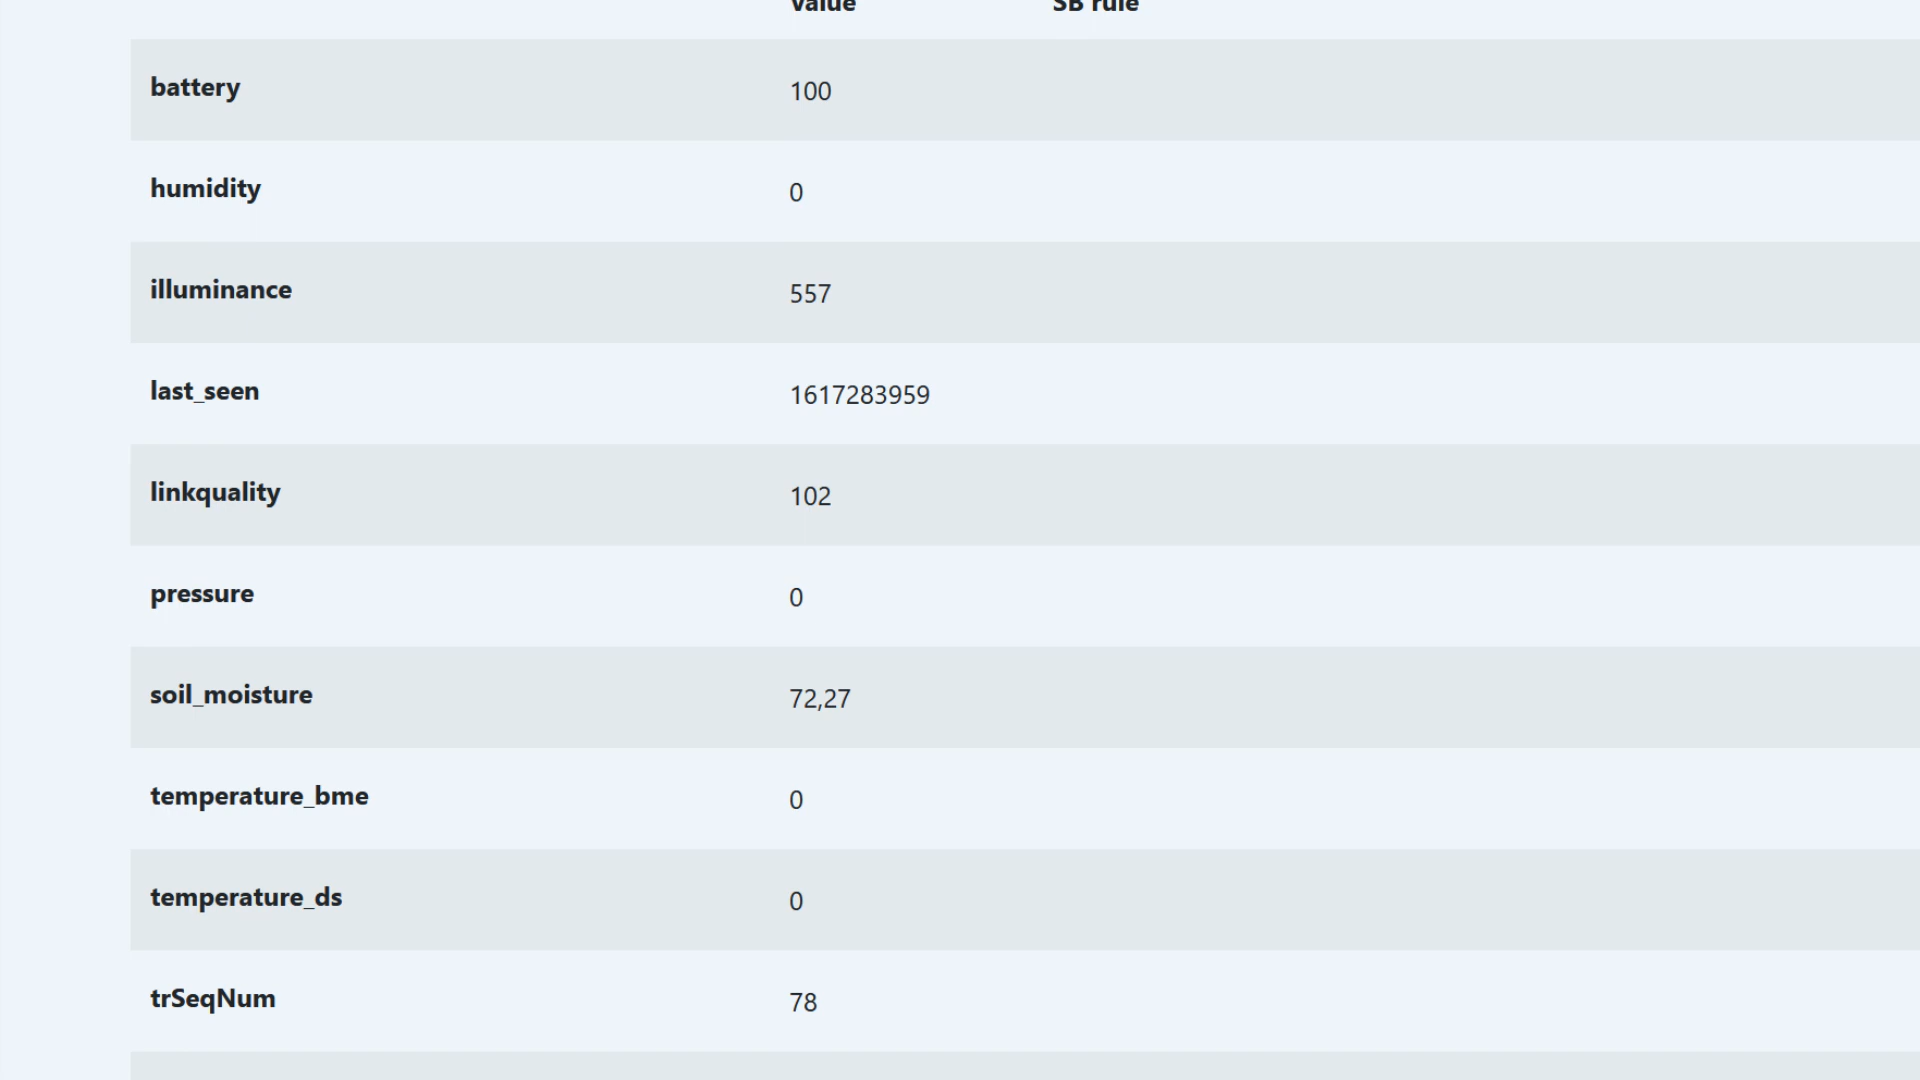 Value SB rule
battery 100
humidity 0
illuminance 557
last_seen 1617283959
linkquality 102
pressure 0
soil_moisture 72,27
temperature_bme 0
temperature_ds 0
trSeqNum 78